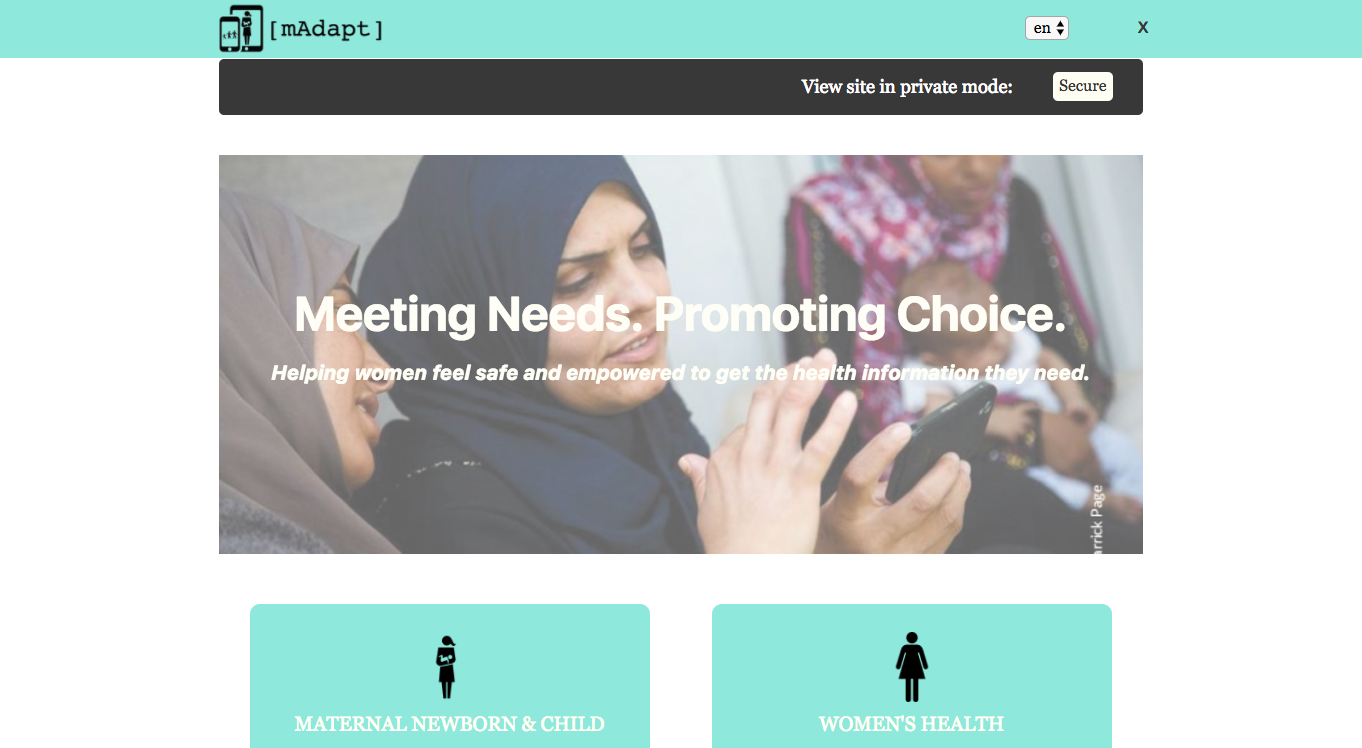 [mAdapt]
en
X
View site in private mode:
Secure
Meeting Needs. Promoting Choice.
Helping women feel safe and empowered to get the health information they need.
arrick Page
MATERNAL NEWBORN & CHILD
WOMEN'S HEALTH